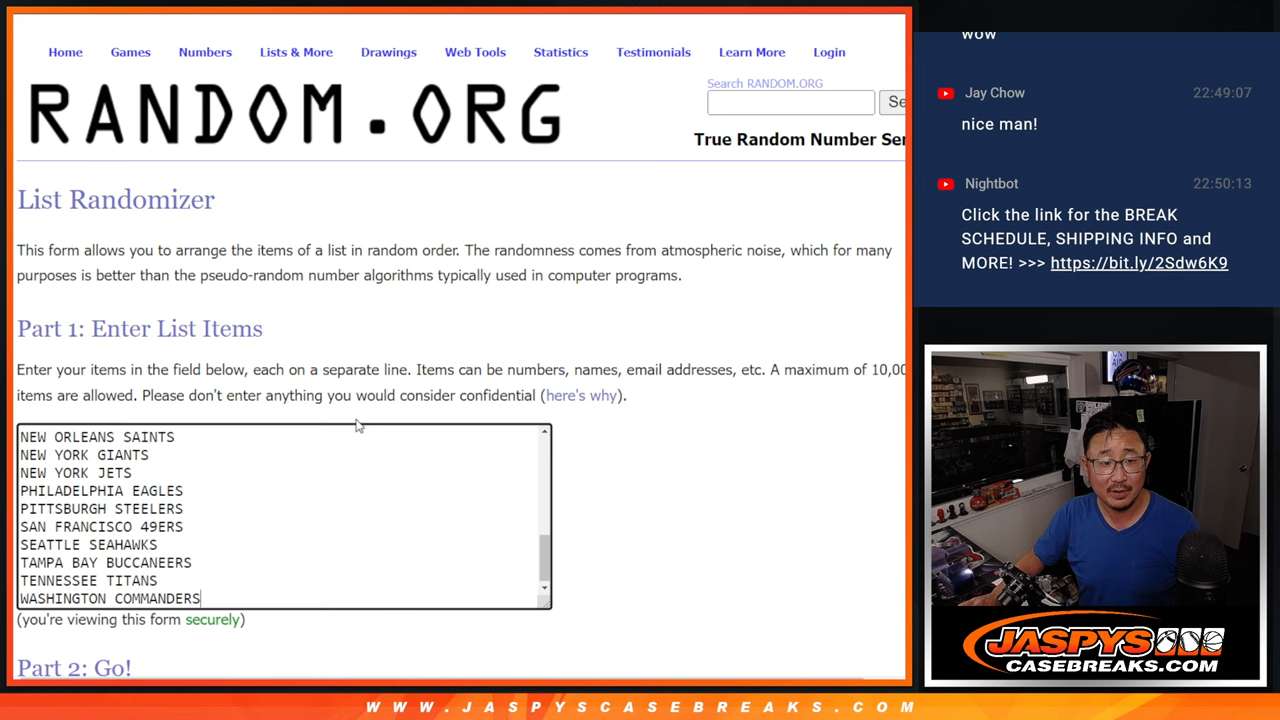 Home Games Numbers Lists & More Drawings Web Tools Statistics Testimonials Learn More Login
RANDOM.ORG
Search RANDOM.ORG
Se
True Random Number Ser
List Randomizer
This form allows you to arrange the items of a list in random order. The randomness comes from atmospheric noise, which for many
purposes is better than the pseudo-random number algorithms typically used in computer programs.
Part 1: Enter List Items
Enter your items in the field below, each on a separate line. Items can be numbers, names, email addresses, etc. A maximum of 10,00
items are allowed. Please don't enter anything you would consider confidential (here's why).
NEW ORLEANS SAINTS
NEW YORK GIANTS
NEW YORK JETS
PHILADELPHIA EAGLES
PITTSBURGH STEELERS
SAN FRANCISCO 49ERS
SEATTLE SEAHAWKS
TAMPA BAY BUCCANEERS
TENNESSEE TITANS
WASHINGTON COMMANDERS
(you're viewing this form securely)
Part 2: Go!
wow
Jay Chow 22:49:07
nice man!
Nightbot 22:50:13
Click the link for the BREAK
SCHEDULE, SHIPPING INFO and
MORE! >>> https://bit.ly/2Sdw6K9
JASPYS
CASEBREAKS.COM
WWW.JASPYSCASEBREAKS.COM